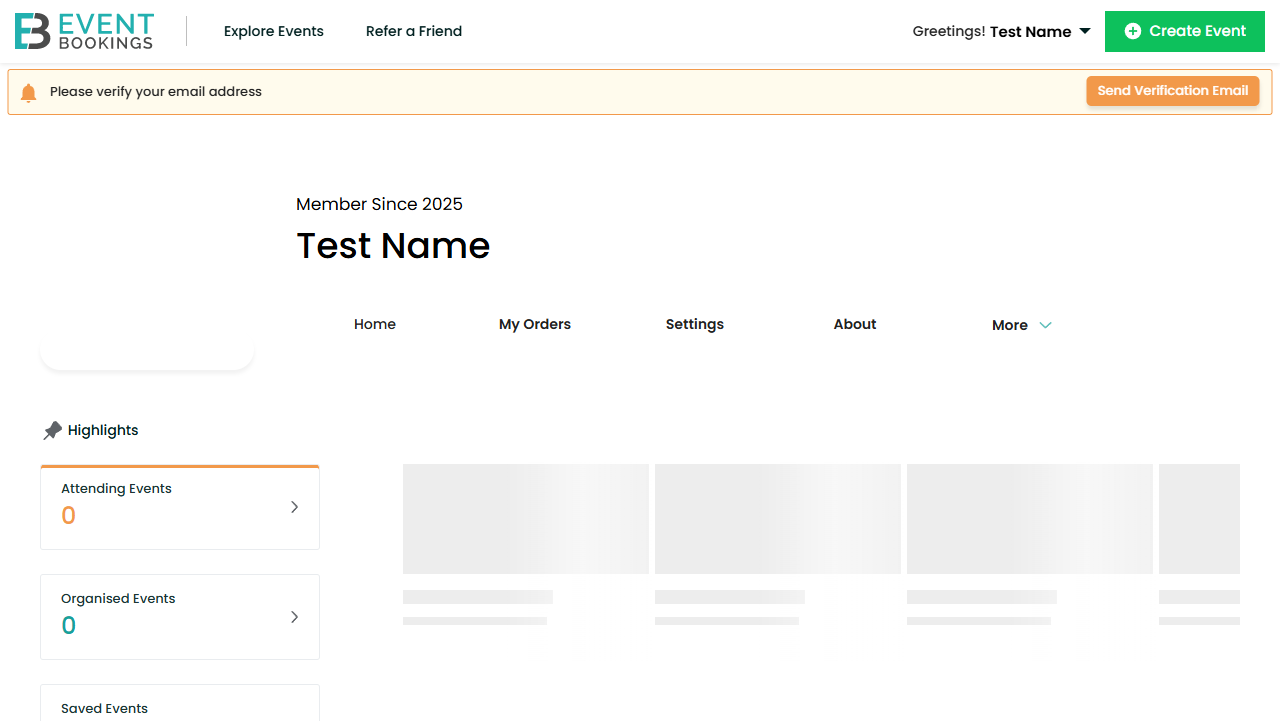 EVENT
BOOKINGS
Explore Events
Refer a Friend
Greetings! Test Name
Create Event
Please verify your email address
Send Verification Email
Member Since 2025
Test Name
Home
My Orders
Settings
About
More
Highlights
Attending Events
0
Organised Events
0
Saved Events